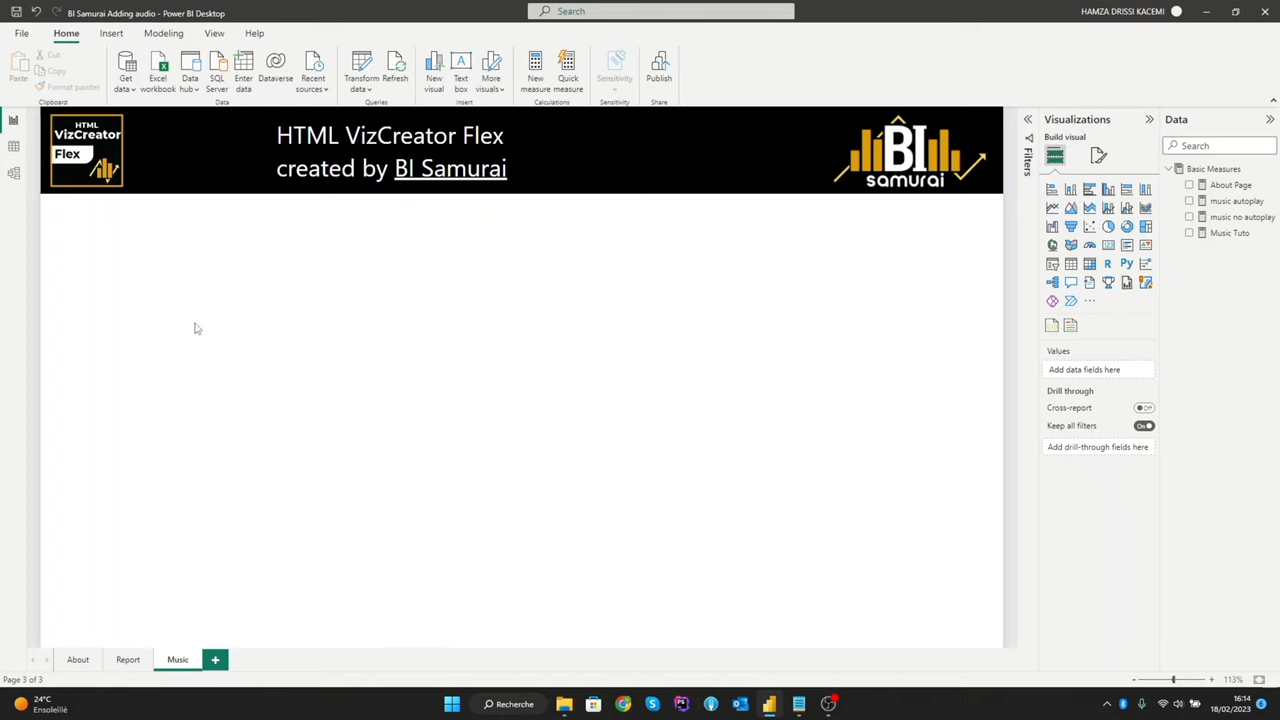 BI Samurai Adding audio - Power BI Desktop
Search
HAMZA DRISSI KACEMI
File
Home
Insert
Modeling
View
Help
Paste
Cut
Copy
Format painter
Clipboard
Get data
Excel workbook
Data hub
SQL Server
Enter data
Dataverse
Recent sources
Data
Transform data
Refresh
Queries
New visual
Text box
More visuals
Insert
New measure
Quick measure
Calculations
Sensitivity
Sensitivity
Publish
Share
HTML
VizCreator
Flex
HTML VizCreator Flex
created by BI Samurai
BI
samurai
Filters
Visualizations
Build visual
R
Py
Values
Add data fields here
Drill through
Cross-report
Off
Keep all filters
On
Add drill-through fields here
Data
Search
Basic Measures
About Page
music autoplay
music no autoplay
Music Tuto
About
Report
Music
Page 3 of 3
113%
24°C
Ensoleillé
Recherche
16:14
18/02/2023